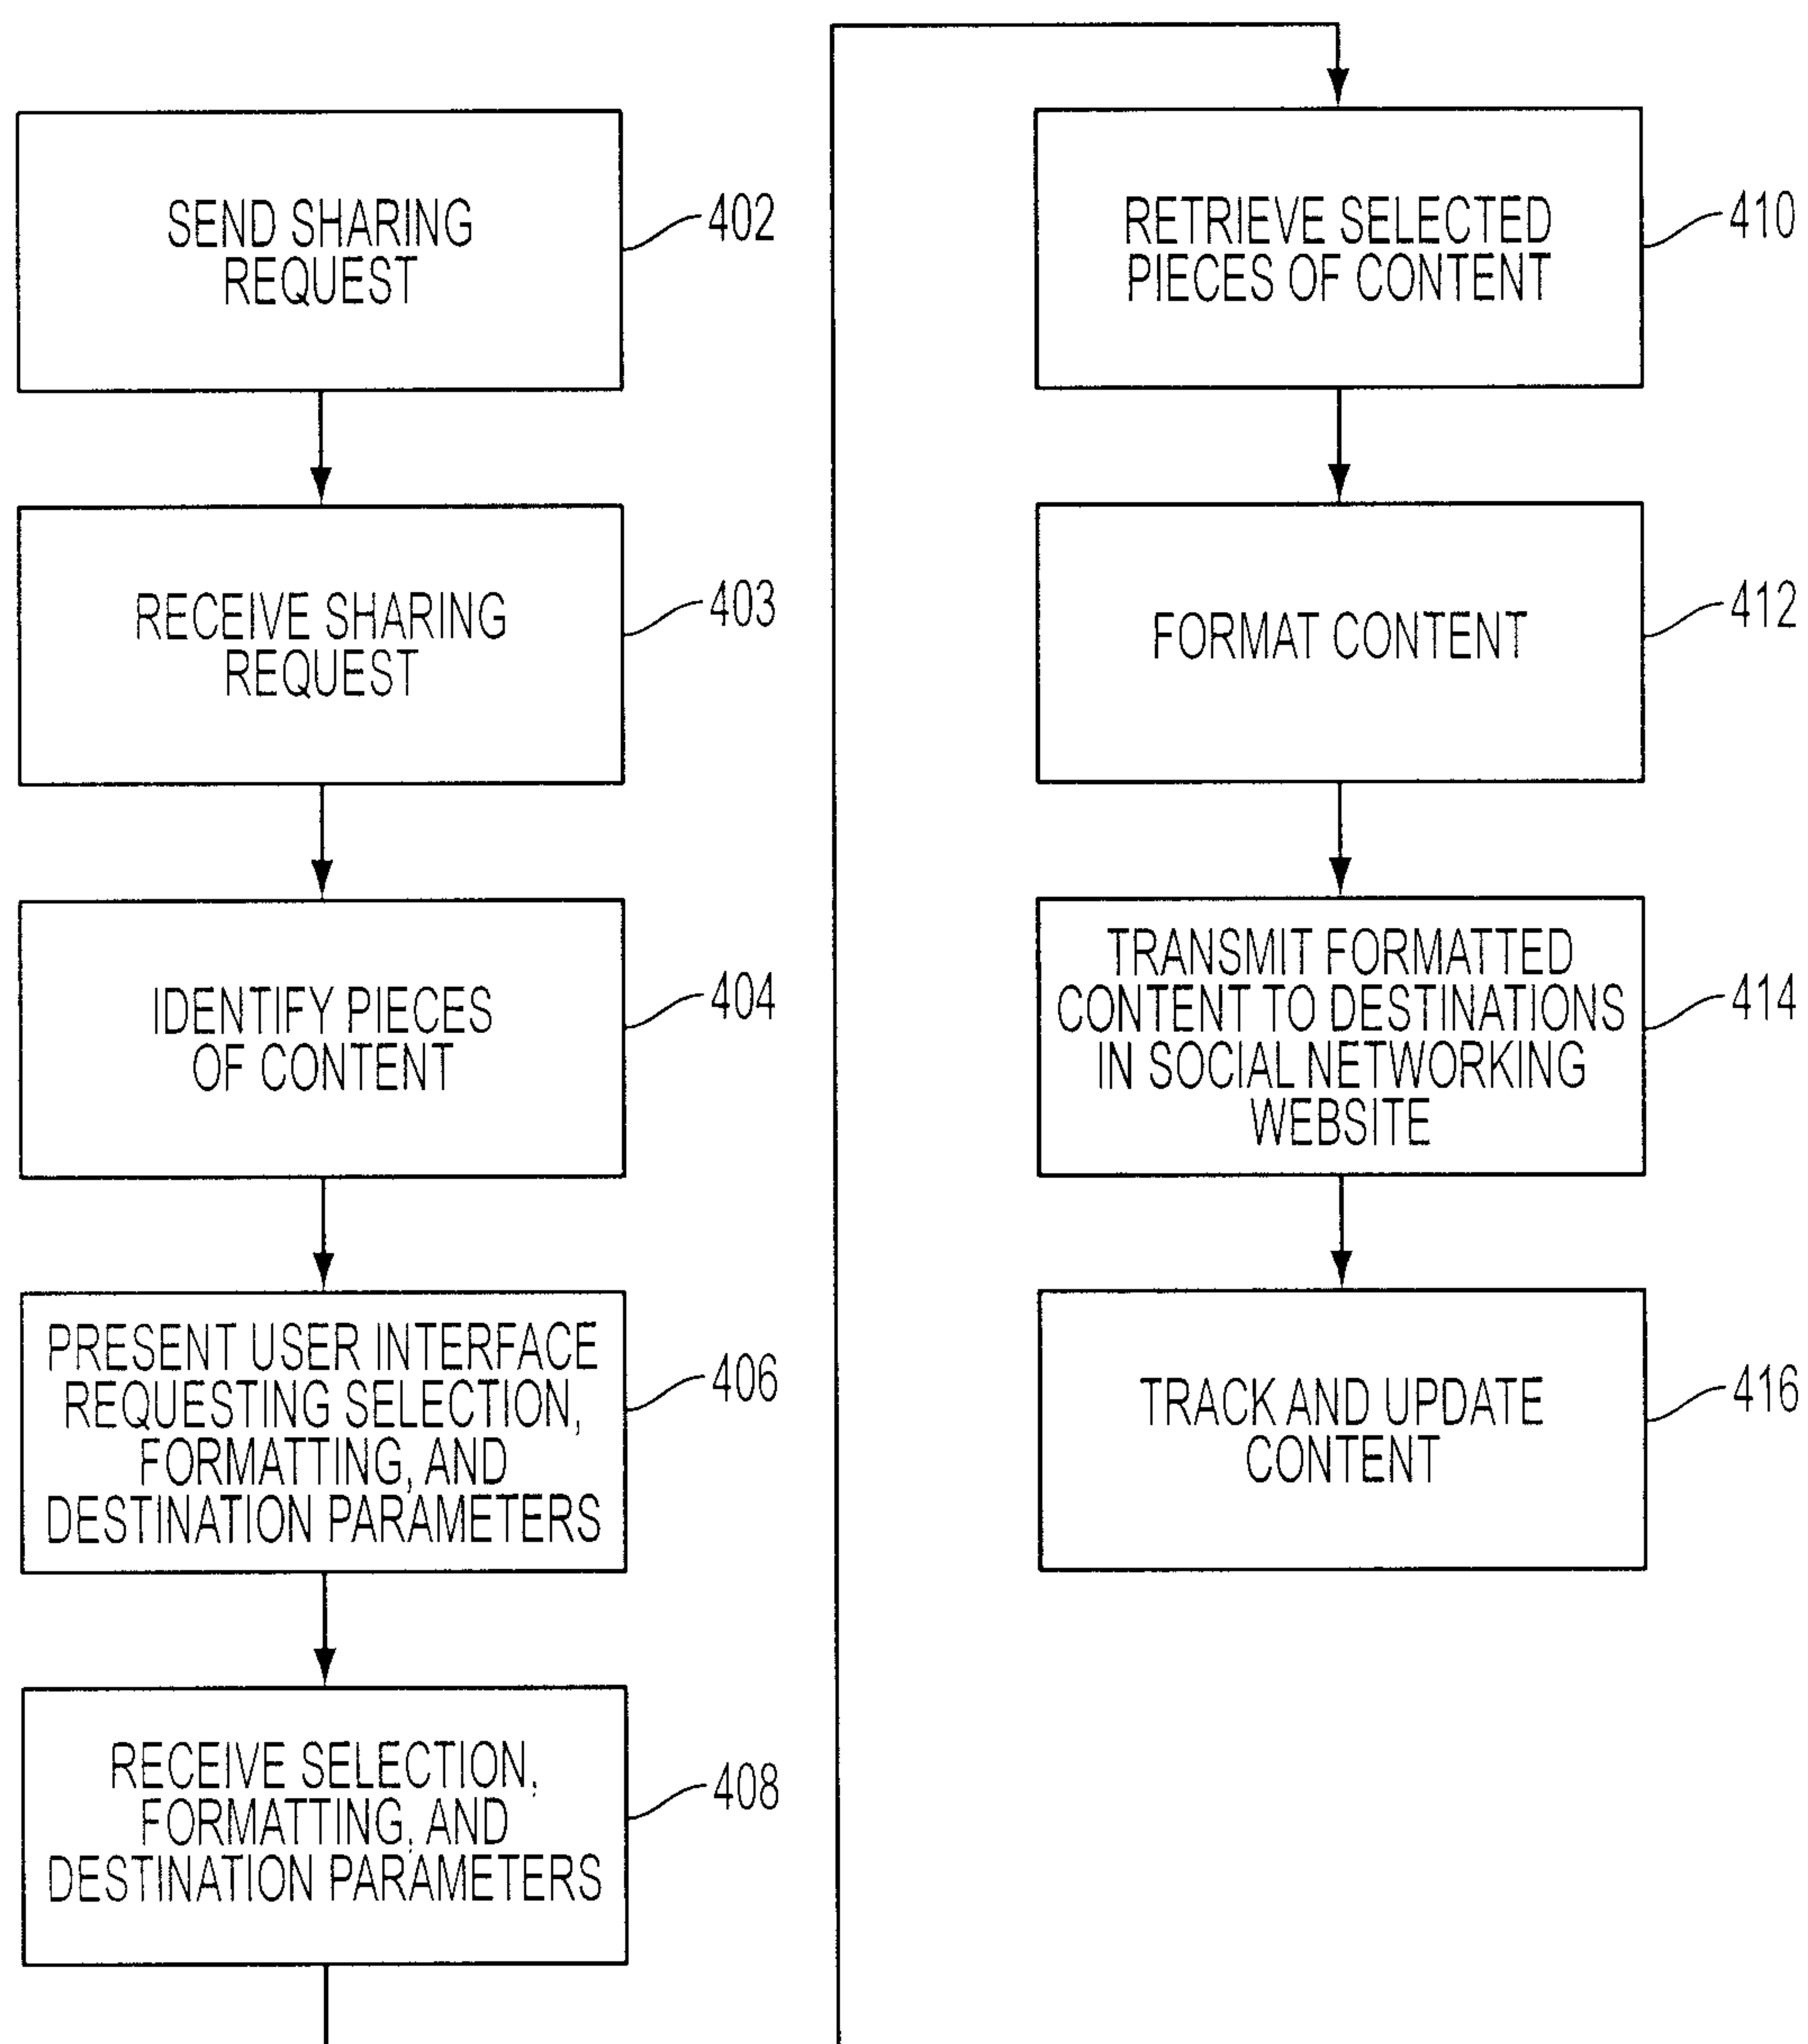 SEND SHARING
REQUEST
402
RECEIVE SHARING
REQUEST
403
IDENTIFY PIECES
OF CONTENT
404
PRESENT USER INTERFACE
REQUESTING SELECTION,
FORMATTING, AND
DESTINATION PARAMETERS
406
RECEIVE SELECTION,
FORMATTING, AND
DESTINATION PARAMETERS
408
RETRIEVE SELECTED
PIECES OF CONTENT
410
FORMAT CONTENT
412
TRANSMIT FORMATTED
CONTENT TO DESTINATIONS
IN SOCIAL NETWORKING
WEBSITE
414
TRACK AND UPDATE
CONTENT
416